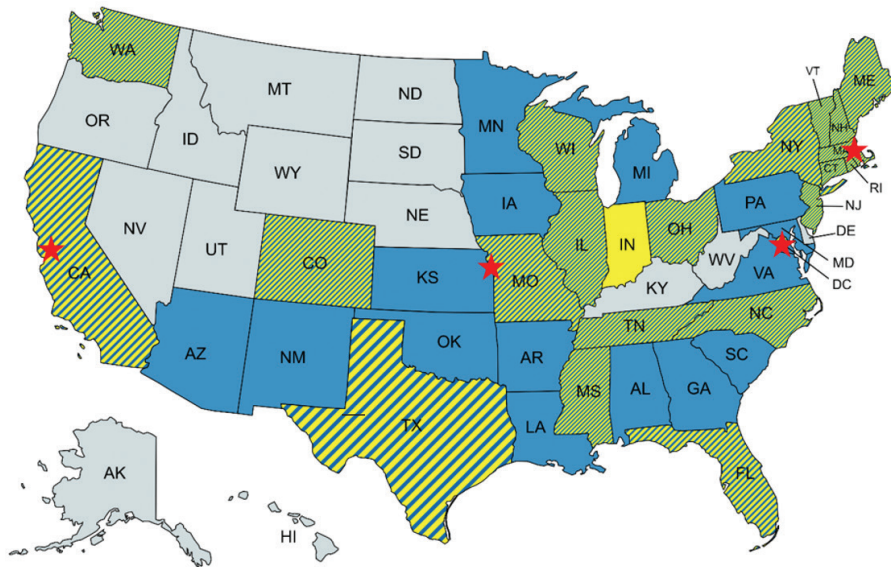 WA
MT
ND
MN
VT
ME
OR
ID
SD
WI
NY
NH
MA
WY
MI
CT
RI
IA
PA
NJ
NE
NV
UT
IL
IN
OH
DE
CA
CO
KS
MO
WV
VA
MD
DC
KY
TN
NC
AZ
NM
OK
AR
SC
MS
AL
GA
TX
LA
FL
AK
HI